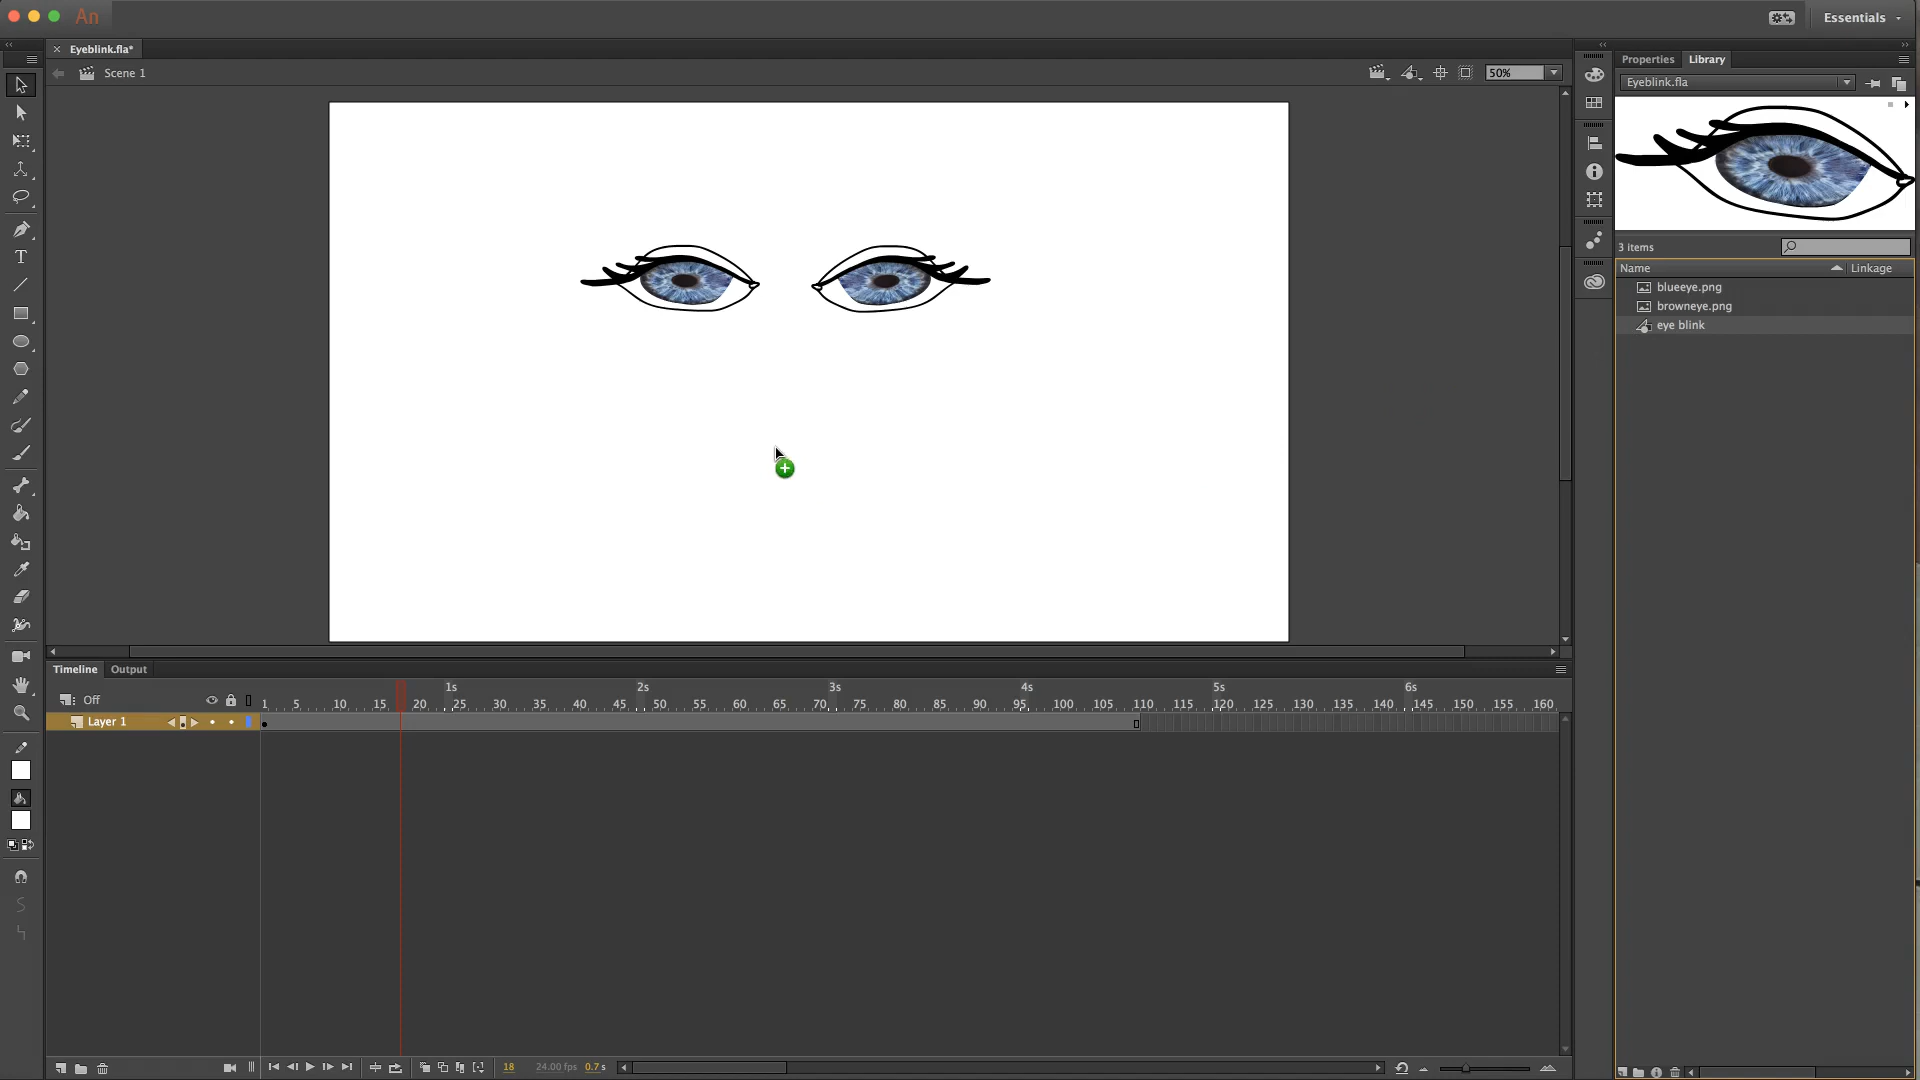 An
Essentials
Eyeblink.fla*
Scene 1
50%
Properties Library
Eyeblink.fla
3 items
Name Linkage
blueeye.png
browneye.png
eye blink
Timeline Output
1s 2s 3s 4s 5s 6s
Off 1 5 10 15 20 25 30 35 40 45 50 55 60 65 70 75 80 85 90 95 100 105 110 115 120 125 130 135 140 145 150 155 160
Layer 1
18 24.00 fps 0.7 s